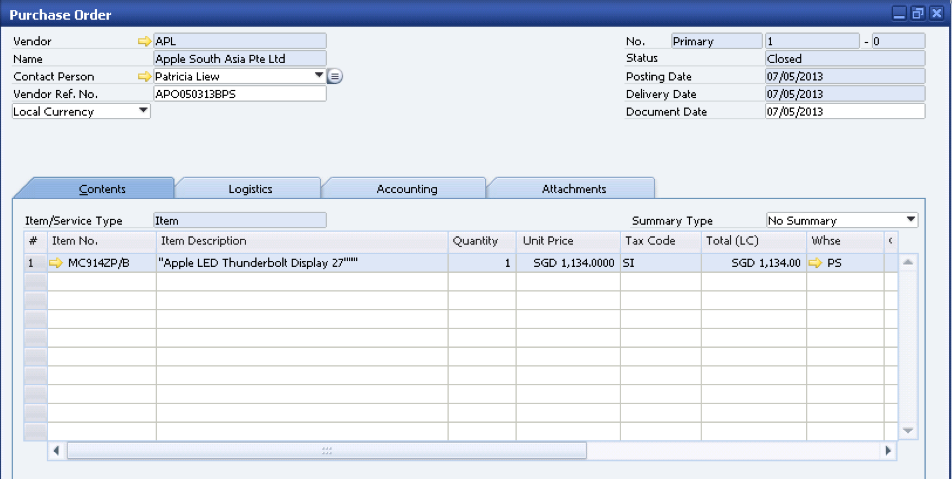 Purchase Order
Vendor APL
Name Apple South Asia Pte Ltd
Contact Person Patricia Liew
Vendor Ref. No. APO050313BPS
Local Currency
No. Primary 1 - 0
Status Closed
Posting Date 07/05/2013
Delivery Date 07/05/2013
Document Date 07/05/2013
Contents Logistics Accounting Attachments
Item/Service Type Item Summary Type No Summary
# Item No. Item Description Quantity Unit Price Tax Code Total (LC) Whse
1 MC914ZP/B "Apple LED Thunderbolt Display 27""" 1 SGD 1,134.0000 SI SGD 1,134.00 PS